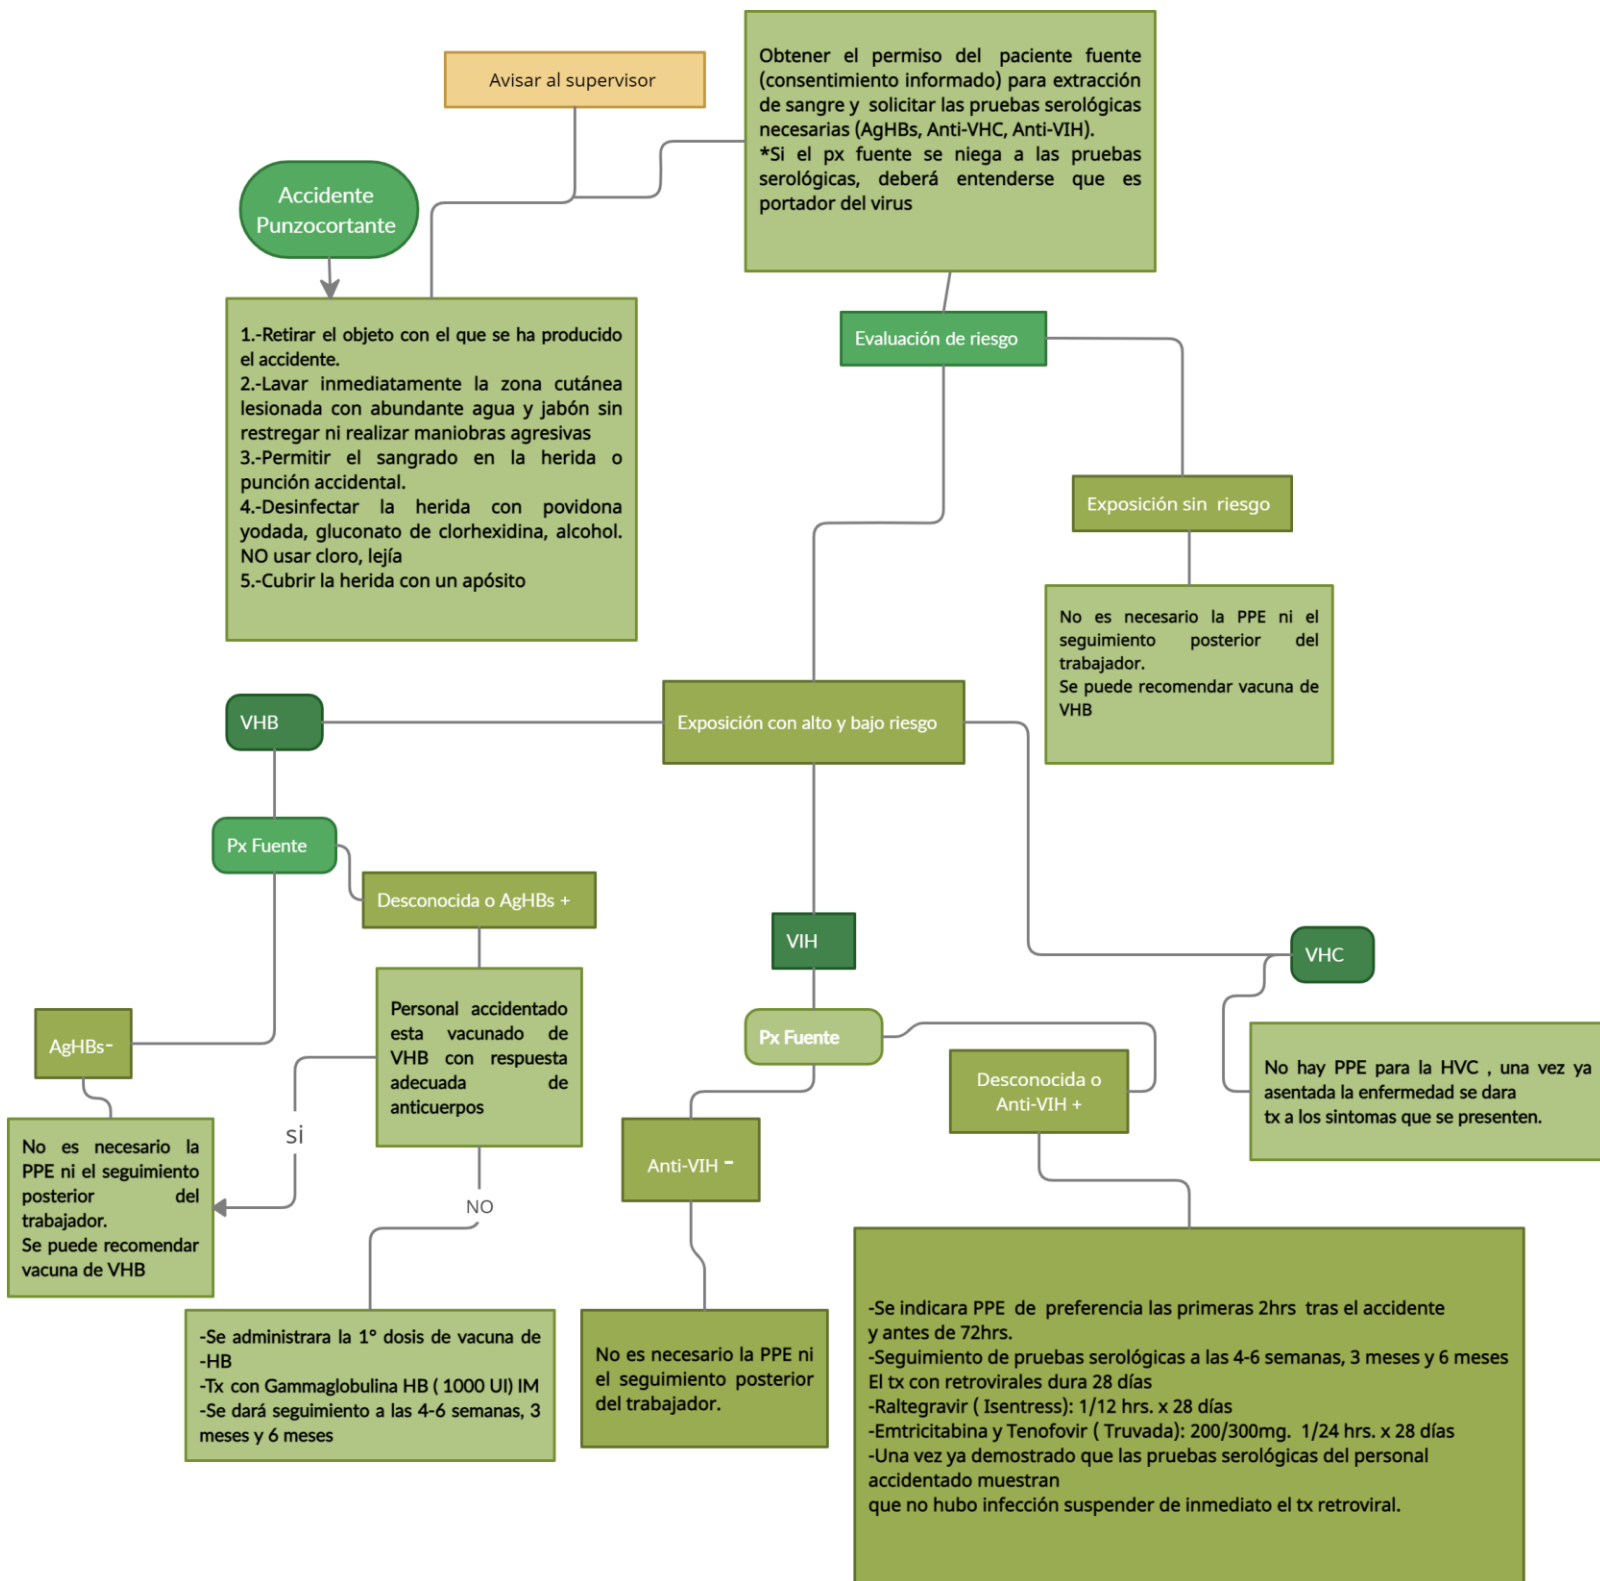 Avisar al supervisor
Obtener el permiso del paciente fuente
(consentimiento informado) para extracción
de sangre y solicitar las pruebas serológicas
necesarias (AgHBs, Anti-VHC, Anti-VIH).
*Si el px fuente se niega a las pruebas
serológicas, deberá entenderse que es
portador del virus
Accidente
Punzocortante
1.-Retirar el objeto con el que se ha producido
el accidente.
2.-Lavar inmediatamente la zona cutánea
lesionada con abundante agua y jabón sin
restregar ni realizar maniobras agresivas
3.-Permitir el sangrado en la herida o
punción accidental.
4.-Desinfectar la herida con povidona
yodada, gluconato de clorhexidina, alcohol.
NO usar cloro, lejía
5.-Cubrir la herida con un apósito
Evaluación de riesgo
Exposición sin riesgo
No es necesario la PPE ni el
seguimiento posterior del
trabajador.
Se puede recomendar vacuna de
VHB
Exposición con alto y bajo riesgo
VHB
Px Fuente
Desconocida o AgHBs +
Personal accidentado
esta vacunado de
VHB con respuesta
adecuada de
anticuerpos
AgHBs-
si
No es necesario la
PPE ni el seguimiento
posterior del
trabajador.
Se puede recomendar
vacuna de VHB
NO
-Se administrara la 1° dosis de vacuna de
-HB
-Tx con Gammaglobulina HB ( 1000 UI) IM
-Se dará seguimiento a las 4-6 semanas, 3
meses y 6 meses
VIH
Px Fuente
Anti-VIH -
No es necesario la PPE ni
el seguimiento posterior
del trabajador.
Desconocida o
Anti-VIH +
-Se indicara PPE de preferencia las primeras 2hrs tras el accidente
y antes de 72hrs.
-Seguimiento de pruebas serológicas a las 4-6 semanas, 3 meses y 6 meses
El tx con retrovirales dura 28 días
-Raltegravir ( Isentress): 1/12 hrs. x 28 días
-Emtricitabina y Tenofovir ( Truvada): 200/300mg. 1/24 hrs. x 28 días
-Una vez ya demostrado que las pruebas serológicas del personal
accidentado muestran
que no hubo infección suspender de inmediato el tx retroviral.
VHC
No hay PPE para la HVC , una vez ya
asentada la enfermedad se dara
tx a los sintomas que se presenten.